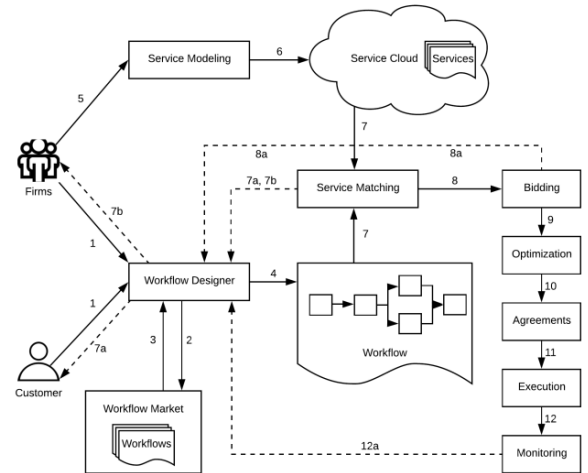 Service Modeling
6
Service Cloud
Services
5
7
8a
8a
Firms
7b
7a, 7b
Service Matching
8
Bidding
1
7
9
Optimization
1
Workflow Designer
4
10
Agreements
7a
3
2
Workflow
11
Customer
Execution
Workflow Market
12
Workflows
12a
Monitoring